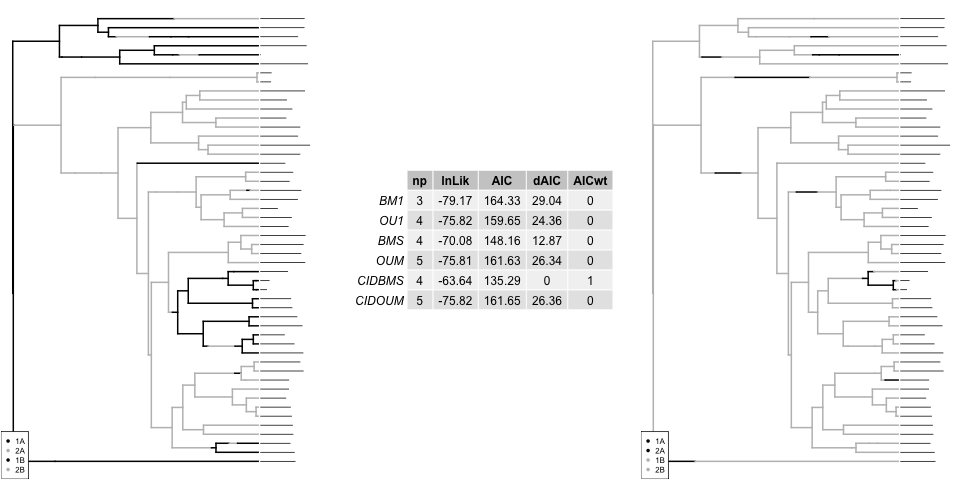 np lnLik AIC dAIC AICwt
BM1 3 -79.17 164.33 29.04 0
OU1 4 -75.82 159.65 24.36 0
BMS 4 -70.08 148.16 12.87 0
OUM 5 -75.81 161.63 26.34 0
CIDBMS 4 -63.64 135.29 0 1
CIDOUM 5 -75.82 161.65 26.36 0
1A
2A
1B
2B
1A
2A
1B
2B